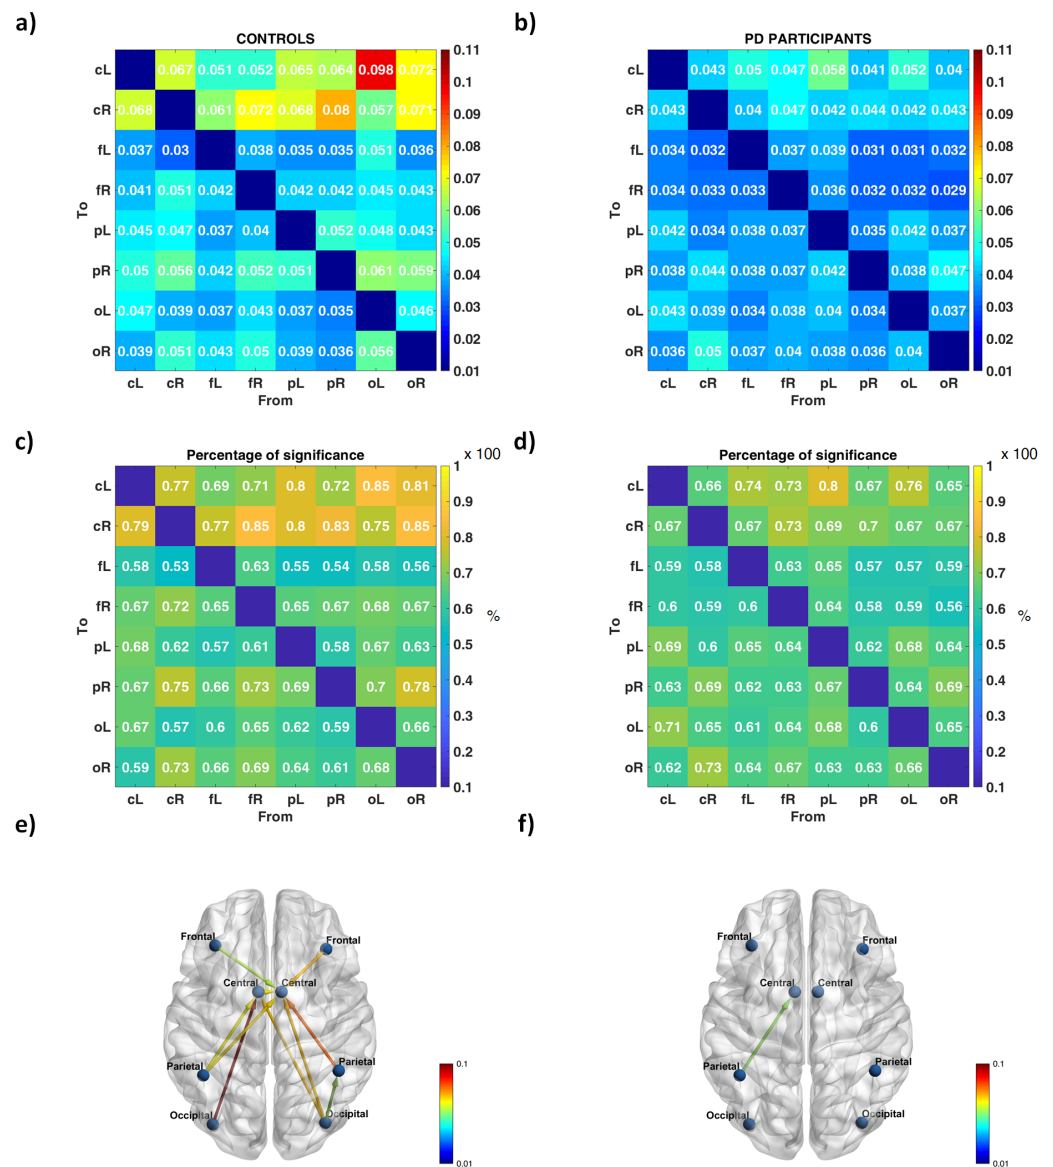 a)
CONTROLS
cL 0.067 0.051 0.052 0.065 0.064 0.098 0.072
cR 0.068 0.061 0.072 0.068 0.08 0.057 0.071
fL 0.037 0.03 0.038 0.035 0.035 0.051 0.036
fR 0.041 0.051 0.042 0.042 0.042 0.045 0.043
pL 0.045 0.047 0.037 0.04 0.052 0.048 0.043
pR 0.05 0.056 0.042 0.052 0.051 0.061 0.059
oL 0.047 0.039 0.037 0.043 0.037 0.035 0.046
oR 0.039 0.051 0.043 0.05 0.039 0.036 0.056
To
cL cR fL fR pL pR oL oR
From
0.11
0.1
0.09
0.08
0.07
0.06
0.05
0.04
0.03
0.02
0.01
b)
PD PARTICIPANTS
cL 0.043 0.05 0.047 0.058 0.041 0.052 0.04
cR 0.043 0.04 0.047 0.042 0.044 0.042 0.043
fL 0.034 0.032 0.037 0.039 0.031 0.031 0.032
fR 0.034 0.033 0.033 0.036 0.032 0.032 0.029
pL 0.042 0.034 0.038 0.037 0.035 0.042 0.037
pR 0.038 0.044 0.038 0.037 0.042 0.038 0.047
oL 0.043 0.039 0.034 0.038 0.04 0.034 0.037
oR 0.036 0.05 0.037 0.04 0.038 0.036 0.04
To
cL cR fL fR pL pR oL oR
From
0.11
0.1
0.09
0.08
0.07
0.06
0.05
0.04
0.03
0.02
0.01
c)
Percentage of significance
cL 0.77 0.69 0.71 0.8 0.72 0.85 0.81
cR 0.79 0.77 0.85 0.8 0.83 0.75 0.85
fL 0.58 0.53 0.63 0.55 0.54 0.58 0.56
fR 0.67 0.72 0.65 0.65 0.67 0.68 0.67
pL 0.68 0.62 0.57 0.61 0.58 0.67 0.63
pR 0.67 0.75 0.66 0.73 0.69 0.7 0.78
oL 0.67 0.57 0.6 0.65 0.62 0.59 0.66
oR 0.59 0.73 0.66 0.69 0.64 0.61 0.68
To
cL cR fL fR pL pR oL oR
From
1 x 100
0.9
0.8
0.7
0.6
0.5
0.4
0.3
0.2
0.1
%
d)
Percentage of significance
cL 0.66 0.74 0.73 0.8 0.67 0.76 0.65
cR 0.67 0.67 0.73 0.69 0.7 0.67 0.67
fL 0.59 0.58 0.63 0.65 0.57 0.57 0.59
fR 0.6 0.59 0.6 0.64 0.58 0.59 0.56
pL 0.69 0.6 0.65 0.64 0.62 0.68 0.64
pR 0.63 0.69 0.62 0.63 0.67 0.64 0.69
oL 0.71 0.65 0.61 0.64 0.68 0.6 0.65
oR 0.62 0.73 0.64 0.67 0.63 0.63 0.66
To
cL cR fL fR pL pR oL oR
From
1 x 100
0.9
0.8
0.7
0.6
0.5
0.4
0.3
0.2
0.1
%
e)
Frontal Frontal
Central Central
Parietal Parietal
Occipital Occipital
0.1
0.01
f)
Frontal Frontal
Central Central
Parietal Parietal
Occipital Occipital
0.1
0.01